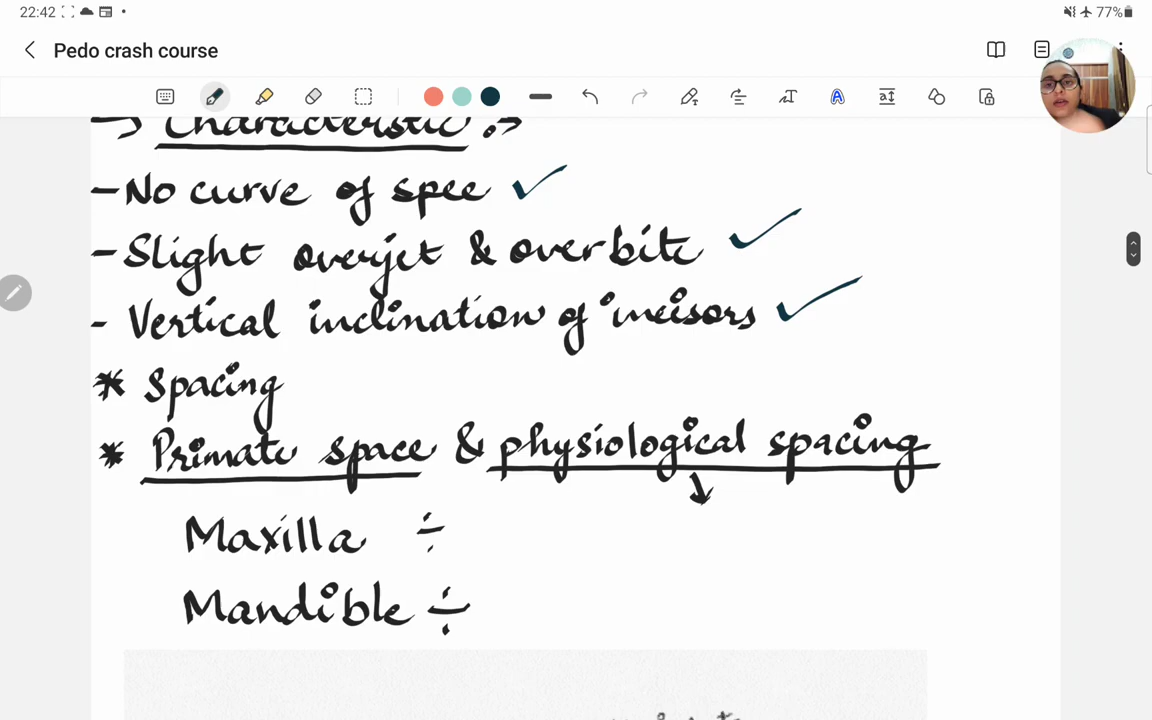 22:42 77%
Pedo crash course
→ Characteristic :→
- No curve of spee ✓
- Slight overjet & overbite ✓
- Vertical inclination of incisors ✓
* Spacing
* Primate space & physiological spacing
↓
Maxilla ÷
Mandible ÷